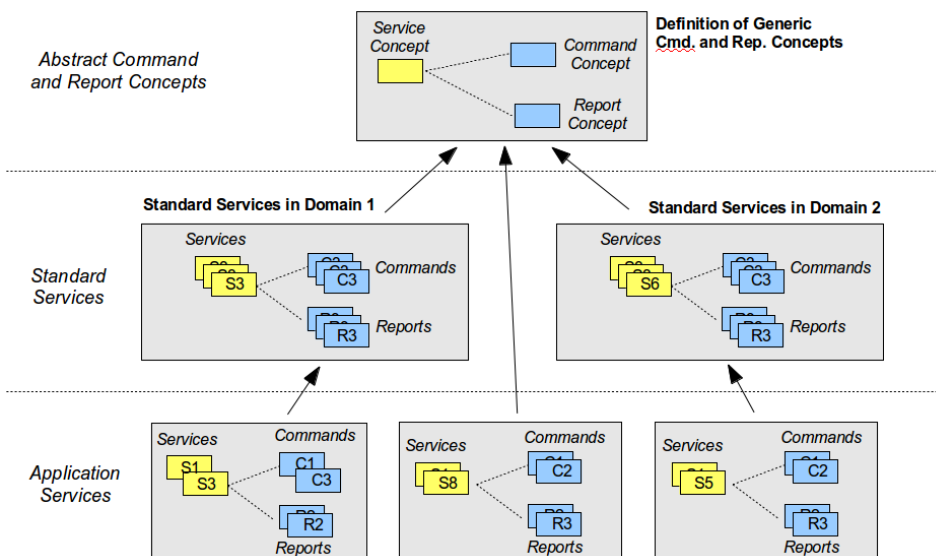 Abstract Command
and Report Concepts
Service
Concept
Command
Concept
Report
Concept
Definition of Generic
Cmd. and Rep. Concepts
Standard
Services
Standard Services in Domain 1
Services
S3
C3
Commands
R3
Reports
Standard Services in Domain 2
Services
S6
C3
Commands
R3
Reports
Application
Services
Services
S1
S3
Commands
C1
C3
R2
Reports
Services
S8
Commands
C2
R3
Reports
Services
S5
Commands
C2
R3
Reports